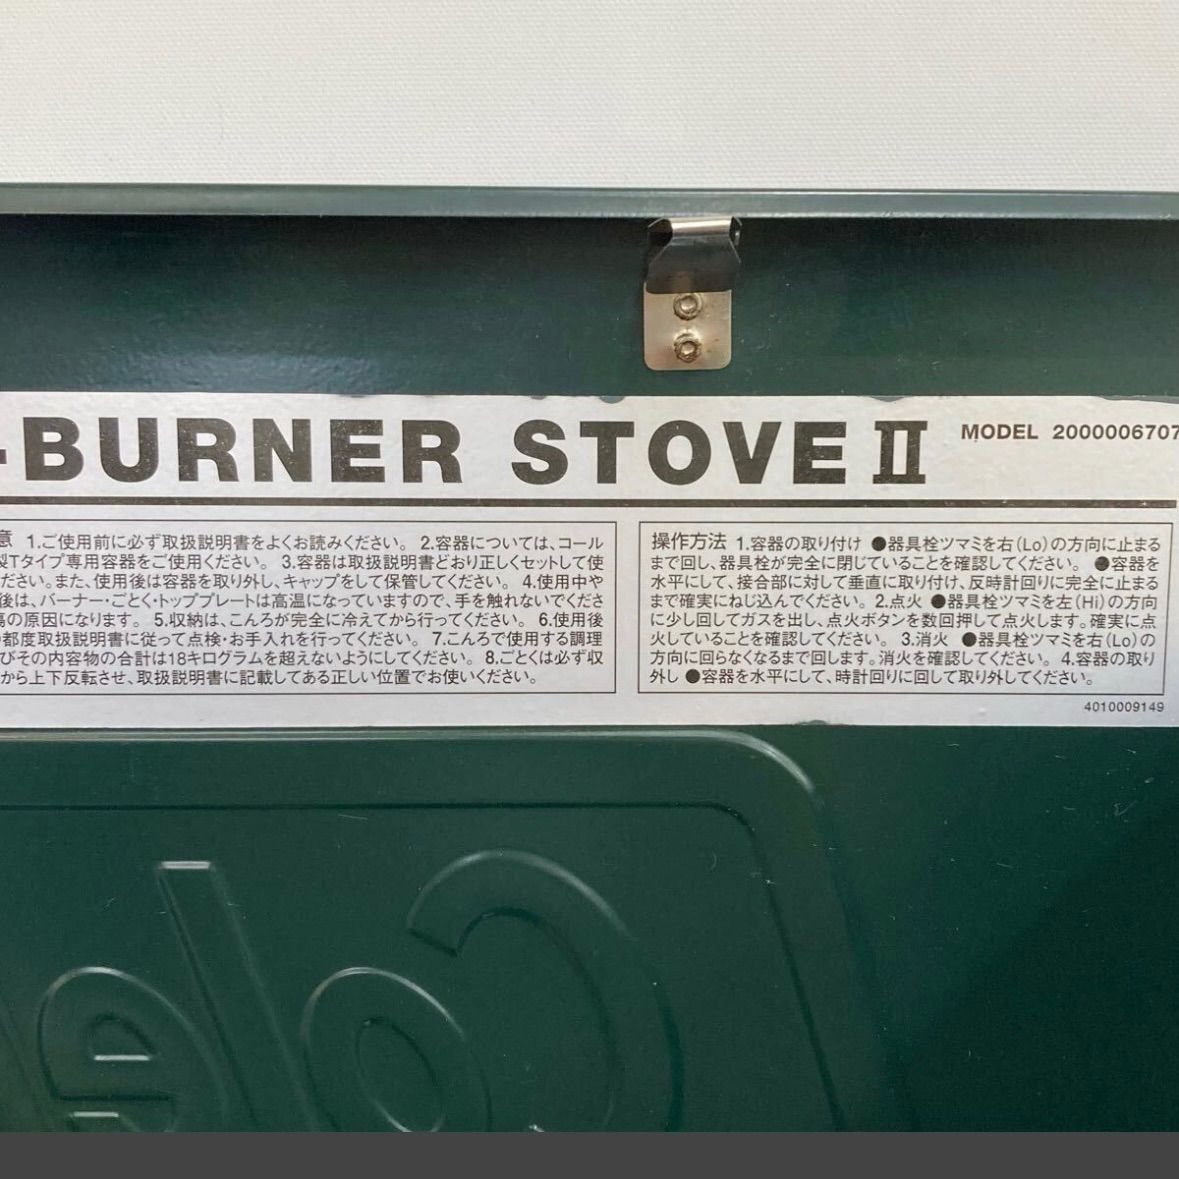 -BURNER STOVE II MODEL 2000006707
意 1.ご使用前に必ず取扱説明書をよくお読みください。 2.容器については、コール
製Tタイプ専用容器をご使用ください。 3.容器は取扱説明書どおり正しくセットして使
ださい。また、使用後は容器を取り外し、キャップをして保管してください。 4.使用中や
後は、バーナー・ごとく・トッププレートは高温になっていますので、手を触れないでくださ
傷の原因になります。 5.収納は、こんろが完全に冷えてから行ってください。 6.使用後
都度取扱説明書に従って点検・お手入れを行ってください。 7.こんろで使用する調理
びその内容物の合計は18キログラムを超えないようにしてください。 8.ごとくは必ず収
から上下反転させ、取扱説明書に記載してある正しい位置でお使いください。
操作方法 1.容器の取り付け ●器具栓ツマミを右(Lo)の方向に止まる
まで回し、器具栓が完全に閉じていることを確認してください。 ●容器を
水平にして、接合部に対して垂直に取り付け、反時計回りに完全に止まる
まで確実にねじ込んでください。 2.点火 ●器具栓ツマミを左(Hi)の方向
に少し回してガスを出し、点火ボタンを数回押して点火します。確実に点
火していることを確認してください。 3.消火 ●器具栓ツマミを右(Lo)の
方向に回らなくなるまで回します。消火を確認してください。 4.容器の取り
外し ●容器を水平にして、時計回りに回して取り外してください。
4010009149
Cole